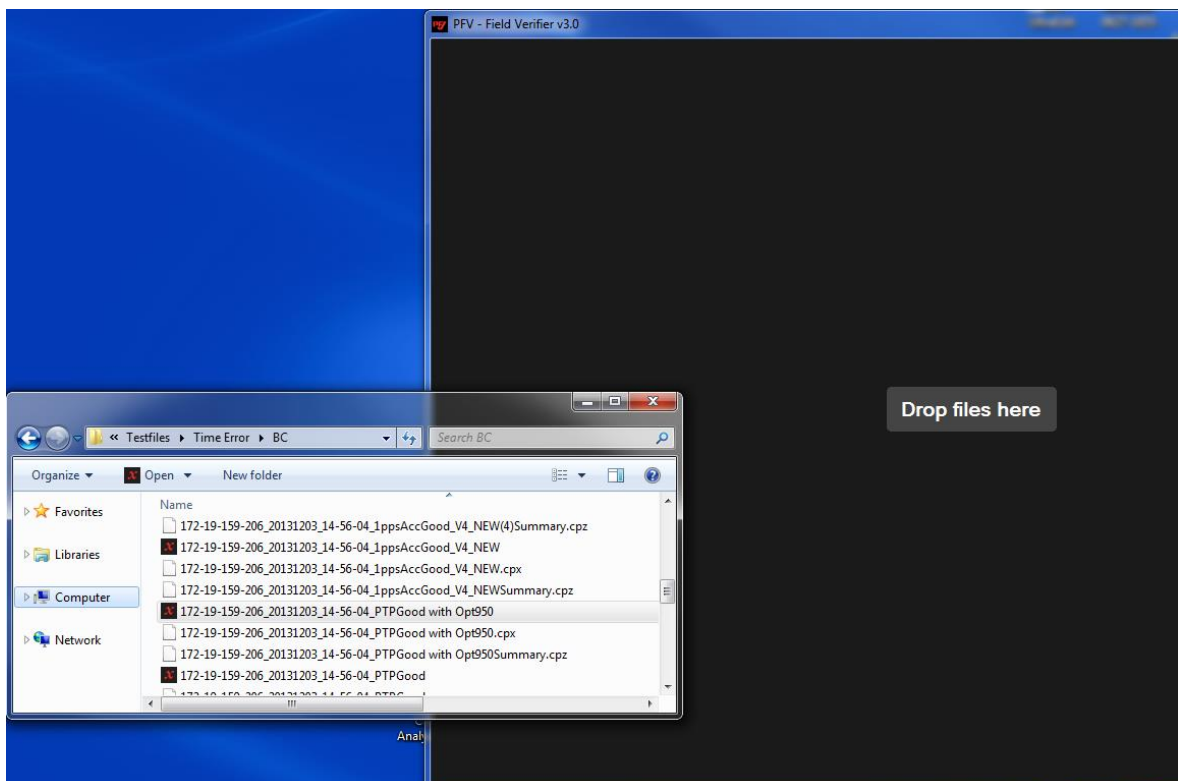 PFV - Field Verifier v3.0
Drop files here
« Testfiles ▸ Time Error ▸ BC
Search BC
Organize
Open
New folder
Favorites
Libraries
Computer
Network
Name
172-19-159-206_20131203_14-56-04_1ppsAccGood_V4_NEW(4)Summary.cpz
172-19-159-206_20131203_14-56-04_1ppsAccGood_V4_NEW
172-19-159-206_20131203_14-56-04_1ppsAccGood_V4_NEW.cpx
172-19-159-206_20131203_14-56-04_1ppsAccGood_V4_NEWSummary.cpz
172-19-159-206_20131203_14-56-04_PTPGood with Opt950
172-19-159-206_20131203_14-56-04_PTPGood with Opt950.cpx
172-19-159-206_20131203_14-56-04_PTPGood with Opt950Summary.cpz
172-19-159-206_20131203_14-56-04_PTPGood